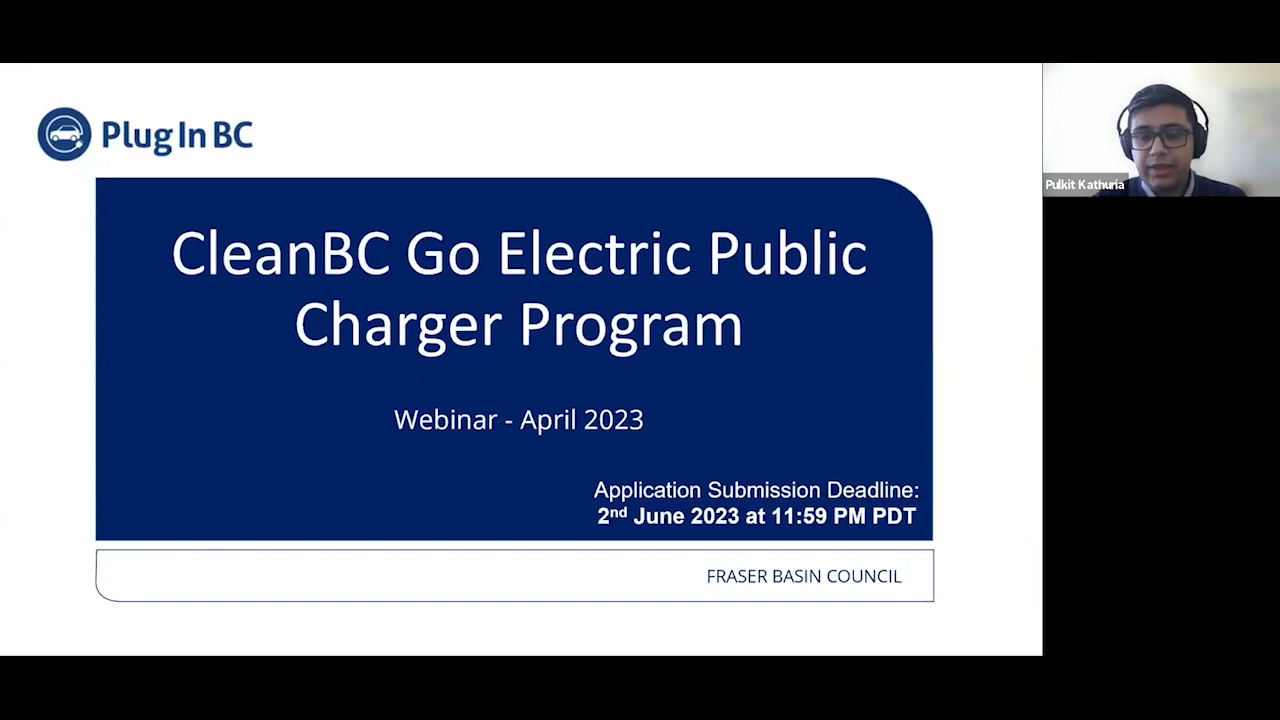 Plug In BC
CleanBC Go Electric Public
Charger Program
Webinar - April 2023
Application Submission Deadline:
2nd June 2023 at 11:59 PM PDT
FRASER BASIN COUNCIL
Pulkit Kathuria